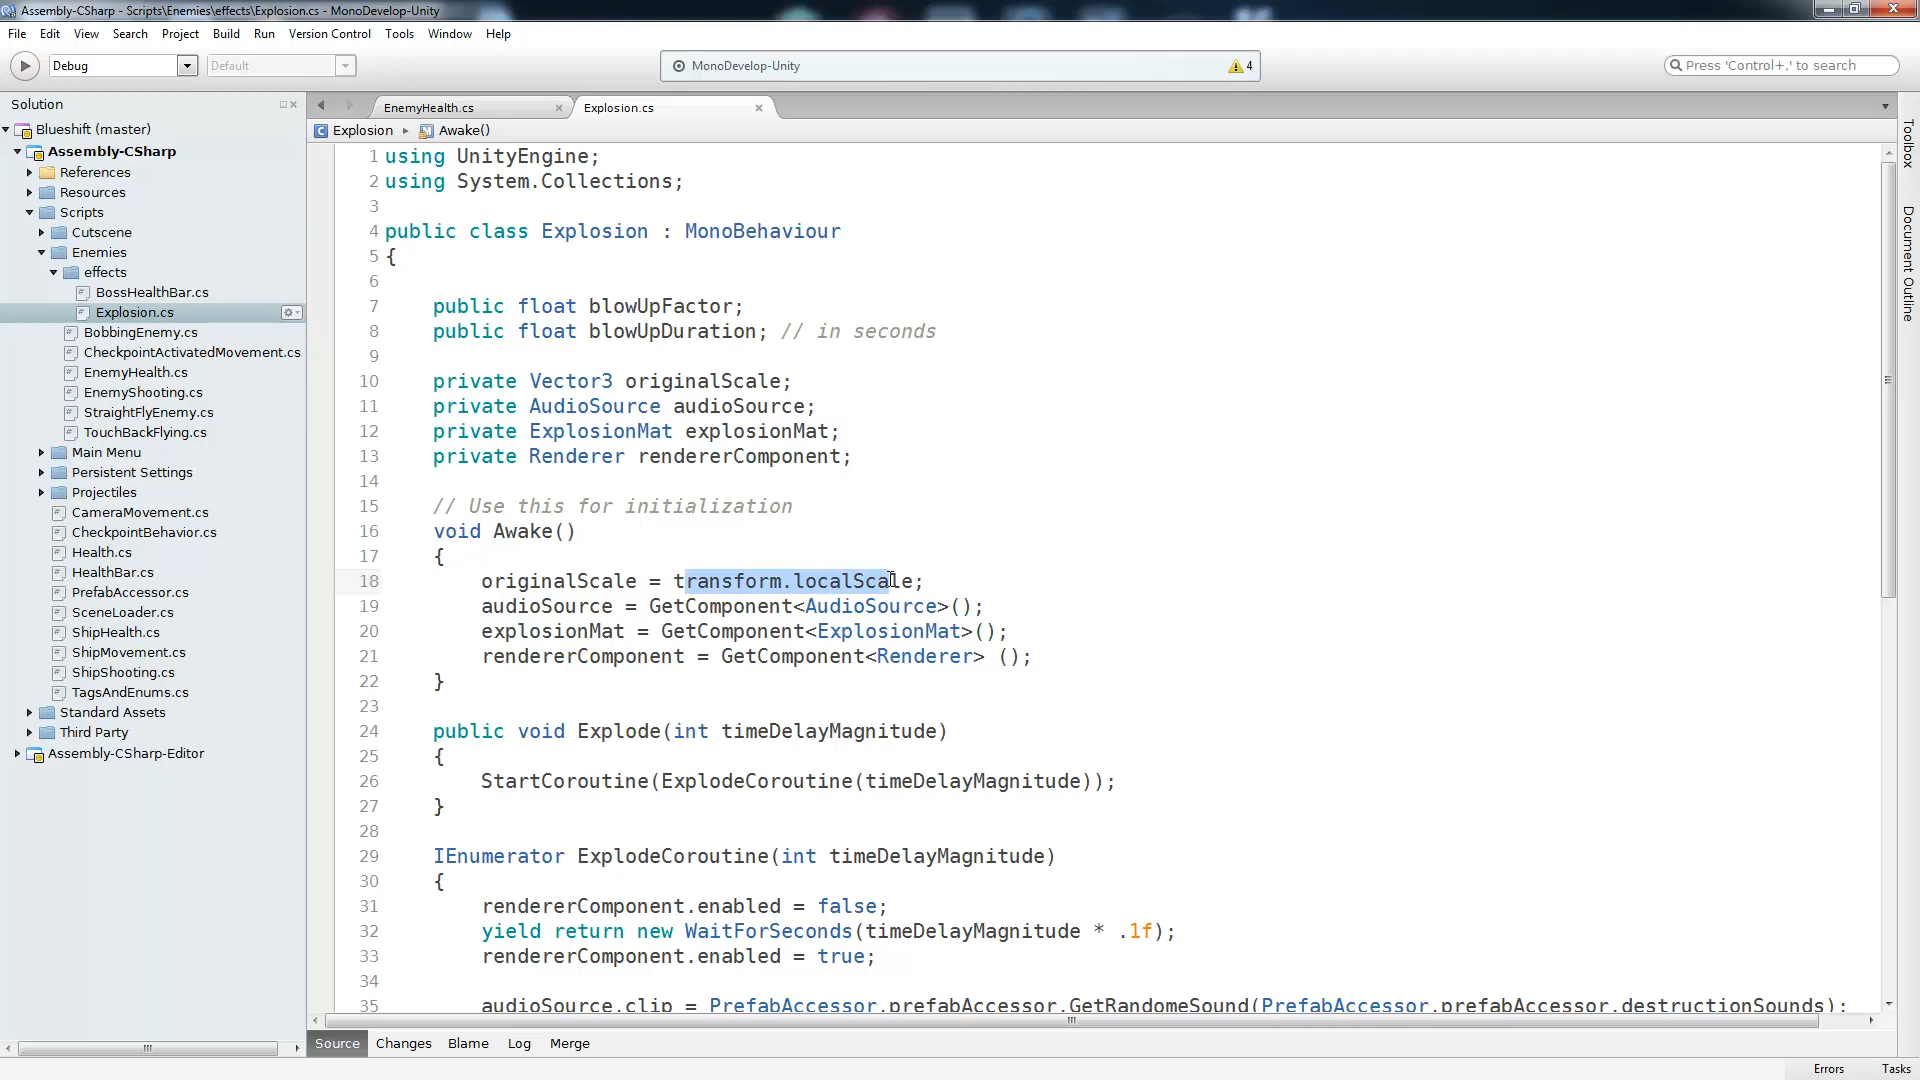 Assembly-CSharp - Scripts\Enemies\effects\Explosion.cs - MonoDevelop-Unity
File Edit View Search Project Build Run Version Control Tools Window Help
Debug Default MonoDevelop-Unity 4 Press 'Control+,' to search
Solution
Blueshift (master)
Assembly-CSharp
References
Resources
Scripts
Cutscene
Enemies
effects
BossHealthBar.cs
Explosion.cs
BobbingEnemy.cs
CheckpointActivatedMovement.cs
EnemyHealth.cs
EnemyShooting.cs
StraightFlyEnemy.cs
TouchBackFlying.cs
Main Menu
Persistent Settings
Projectiles
CameraMovement.cs
CheckpointBehavior.cs
Health.cs
HealthBar.cs
PrefabAccessor.cs
SceneLoader.cs
ShipHealth.cs
ShipMovement.cs
ShipShooting.cs
TagsAndEnums.cs
Standard Assets
Third Party
Assembly-CSharp-Editor
EnemyHealth.cs Explosion.cs
Explosion Awake()
1 using UnityEngine;
2 using System.Collections;
3
4 public class Explosion : MonoBehaviour
5 {
6
7 public float blowUpFactor;
8 public float blowUpDuration; // in seconds
9
10 private Vector3 originalScale;
11 private AudioSource audioSource;
12 private ExplosionMat explosionMat;
13 private Renderer rendererComponent;
14
15 // Use this for initialization
16 void Awake()
17 {
18 originalScale = transform.localScale;
19 audioSource = GetComponent<AudioSource>();
20 explosionMat = GetComponent<ExplosionMat>();
21 rendererComponent = GetComponent<Renderer> ();
22 }
23
24 public void Explode(int timeDelayMagnitude)
25 {
26 StartCoroutine(ExplodeCoroutine(timeDelayMagnitude));
27 }
28
29 IEnumerator ExplodeCoroutine(int timeDelayMagnitude)
30 {
31 rendererComponent.enabled = false;
32 yield return new WaitForSeconds(timeDelayMagnitude * .1f);
33 rendererComponent.enabled = true;
34
35 audioSource.clip = PrefabAccessor.prefabAccessor.GetRandomeSound(PrefabAccessor.prefabAccessor.destructionSounds);
Source Changes Blame Log Merge
Errors Tasks
Toolbox
Document Outline